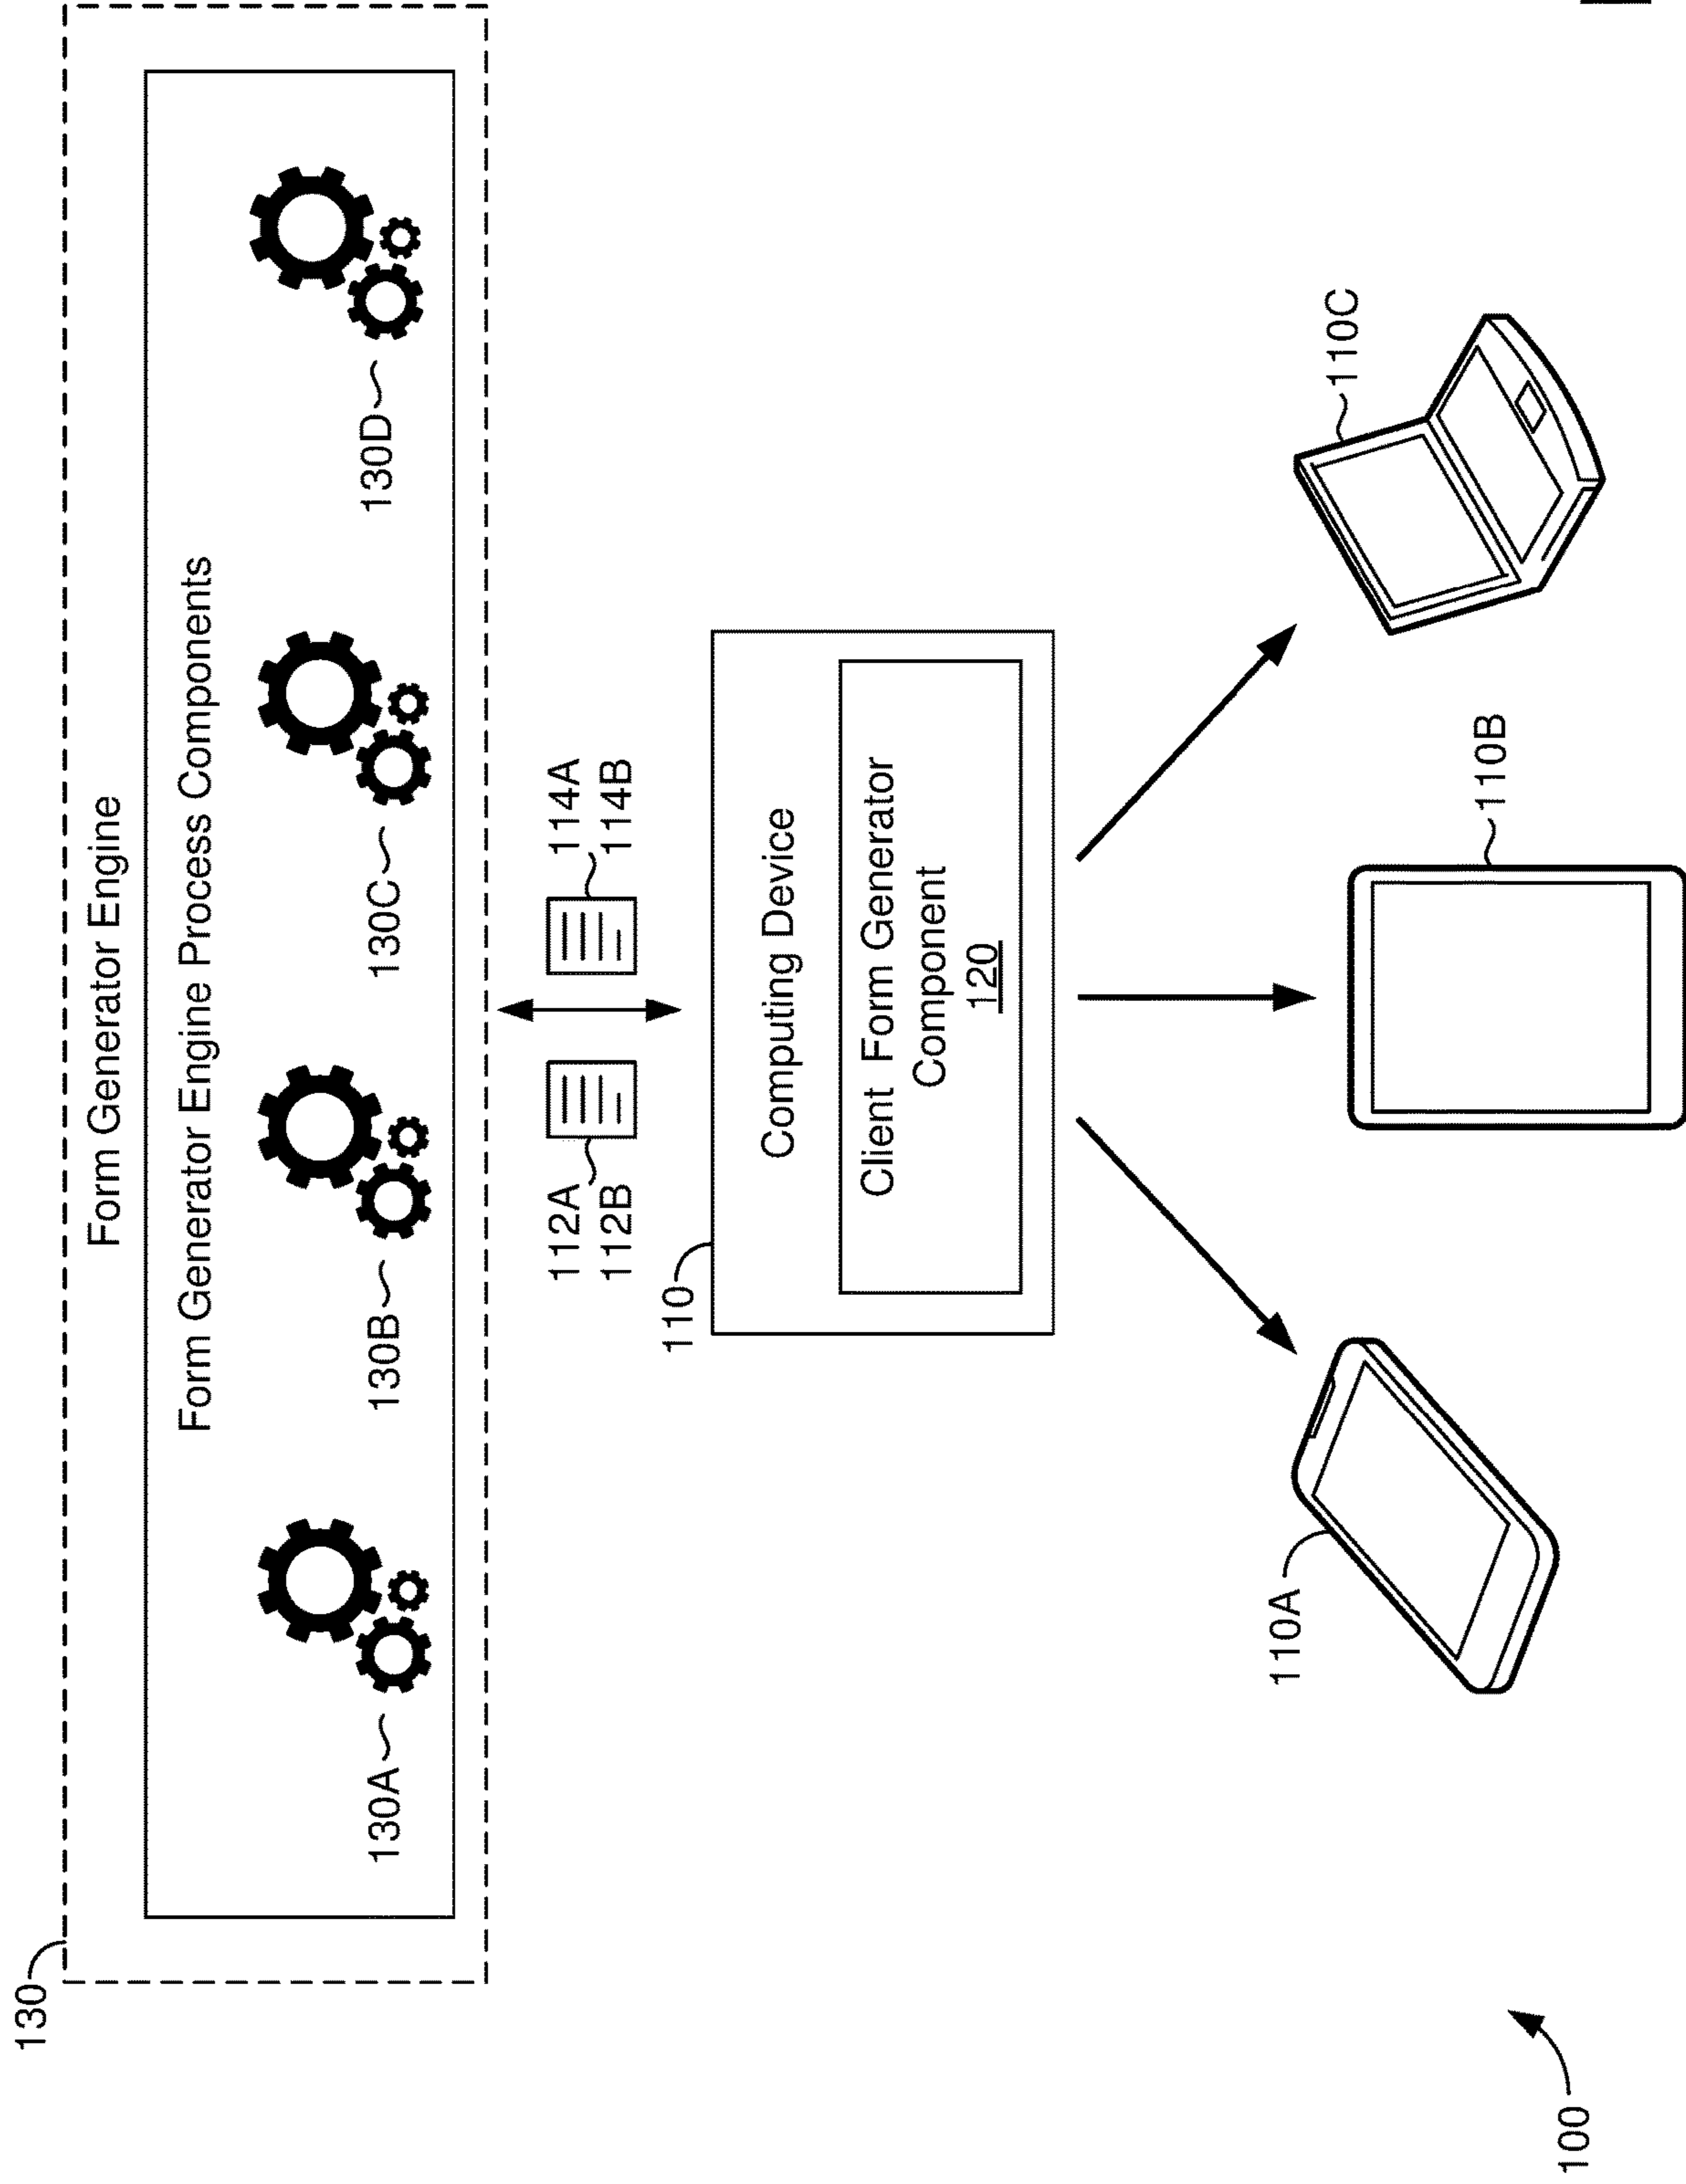 130
Form Generator Engine
Form Generator Engine Process Components
130A
130B
130C
130D
112A
112B
114A
114B
110
Computing Device
Client Form Generator
Component
120
110A
110B
110C
100